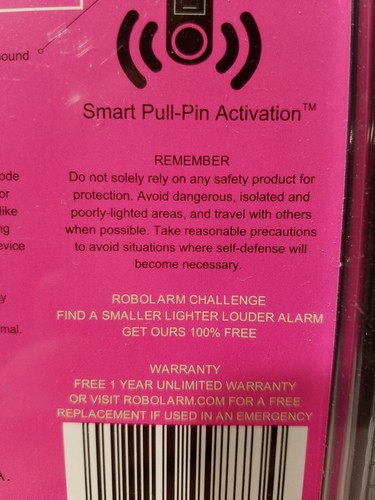 sound
Smart Pull-Pin Activation™
REMEMBER
Do not solely rely on any safety product for
protection. Avoid dangerous, isolated and
poorly-lighted areas, and travel with others
when possible. Take reasonable precautions
to avoid situations where self-defense will
become necessary.
ROBOLARM CHALLENGE
FIND A SMALLER LIGHTER LOUDER ALARM
GET OURS 100% FREE
WARRANTY
FREE 1 YEAR UNLIMITED WARRANTY
OR VISIT ROBOLARM.COM FOR A FREE
REPLACEMENT IF USED IN AN EMERGENCY